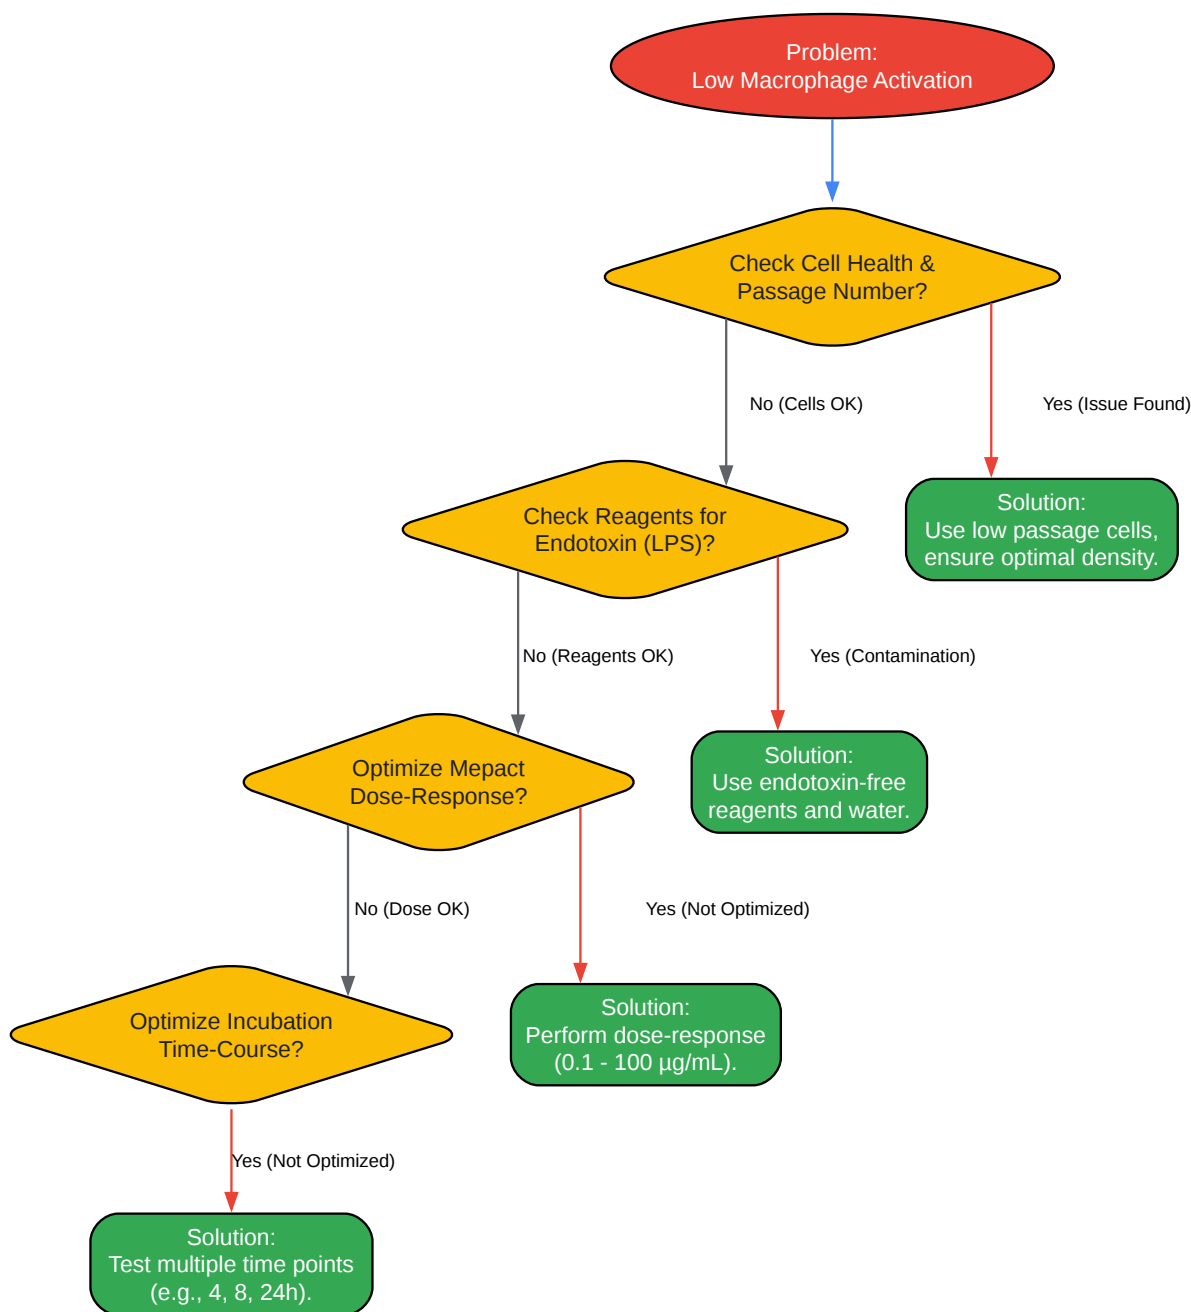 Problem:
Low Macrophage Activation
Check Cell Health &
Passage Number?
No (Cells OK)
Yes (Issue Found)
Check Reagents for
Endotoxin (LPS)?
Solution:
Use low passage cells,
ensure optimal density.
No (Reagents OK)
Yes (Contamination)
Optimize Mepact
Dose-Response?
Solution:
Use endotoxin-free
reagents and water.
No (Dose OK)
Yes (Not Optimized)
Optimize Incubation
Time-Course?
Solution:
Perform dose-response
(0.1 - 100 µg/mL).
Yes (Not Optimized)
Solution:
Test multiple time points
(e.g., 4, 8, 24h).